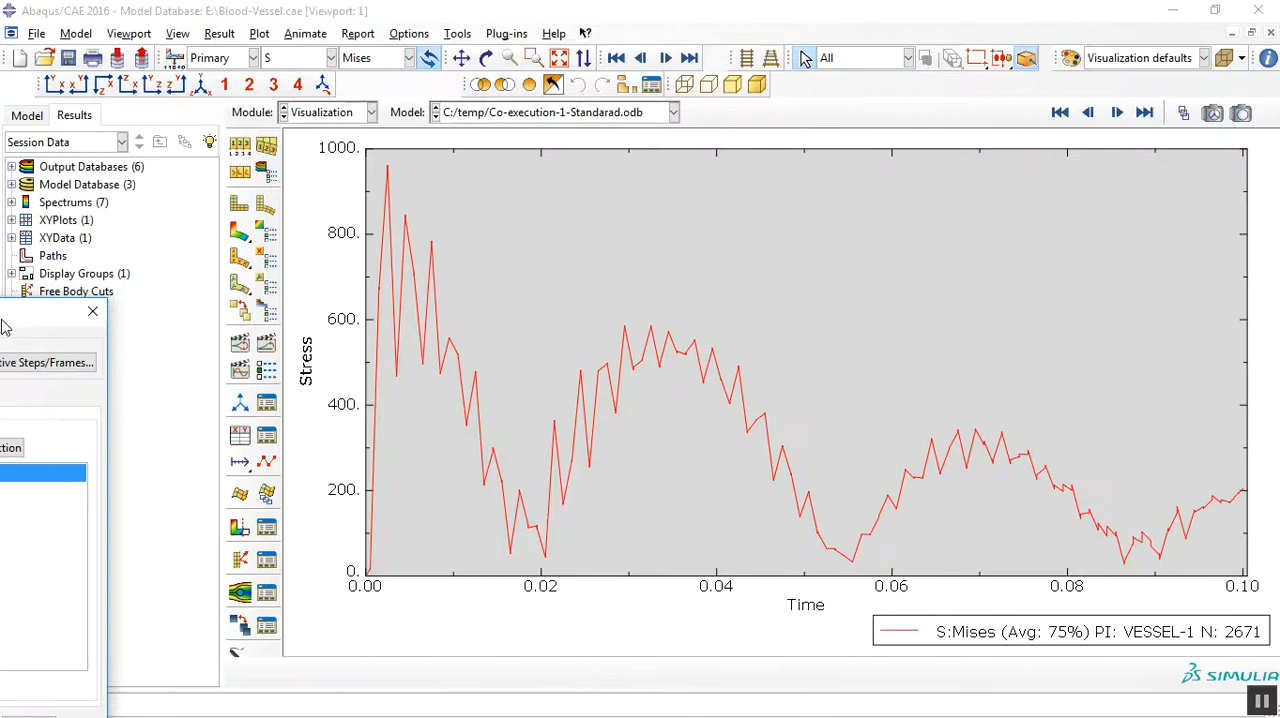 Abaqus/CAE 2016 - Model Database: E:\Blood-Vessel.cae [Viewport: 1]
File Model Viewport View Result Plot Animate Report Options Tools Plug-ins Help
Primary S Mises All Visualization defaults
1 2 3 4
Model Results Module: Visualization Model: C:/temp/Co-execution-1-Standarad.odb
Session Data
Output Databases (6)
Model Database (3)
Spectrums (7)
XYPlots (1)
XYData (1)
Paths
Display Groups (1)
Free Body Cuts
tive Steps/Frames...
ction
1000.
800.
600.
400.
200.
0.
Stress
0.00 0.02 0.04 0.06 0.08 0.10
Time
S:Mises (Avg: 75%) PI: VESSEL-1 N: 2671
SIMULIA